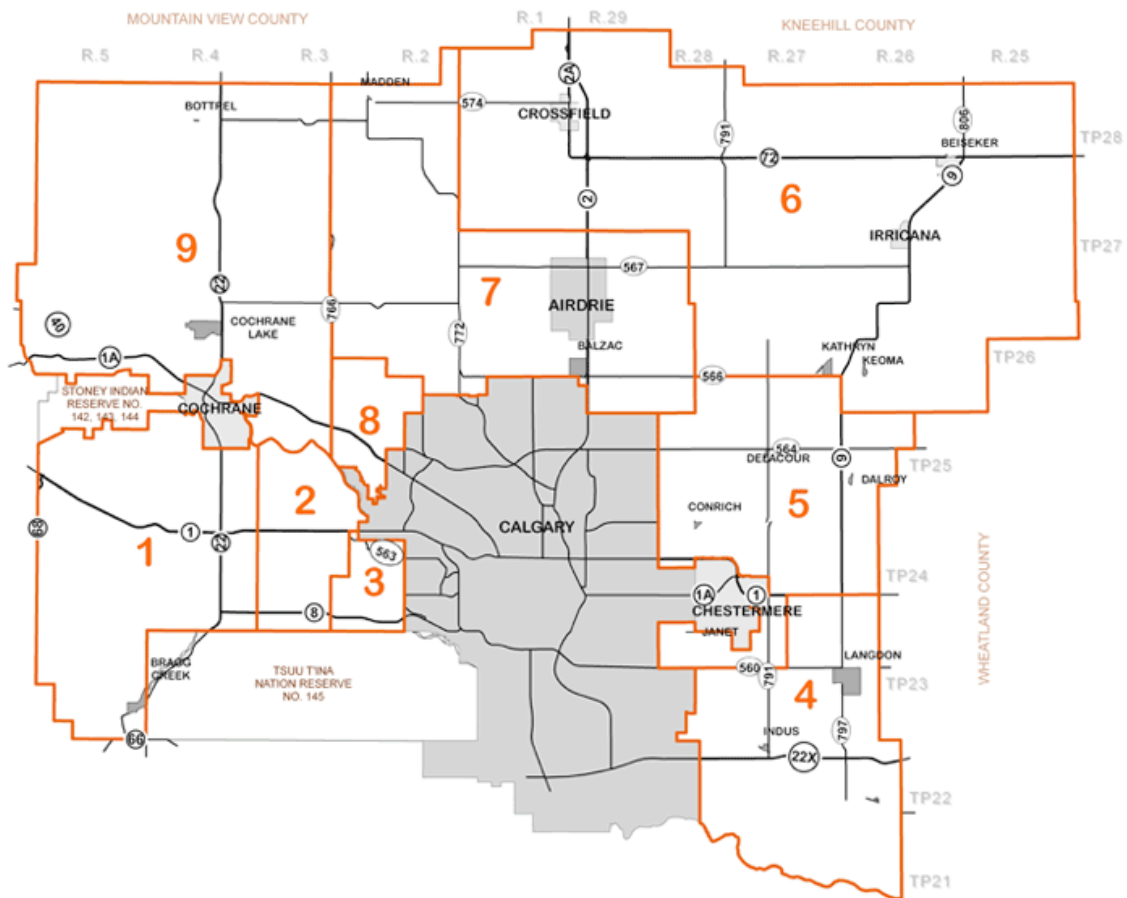 MOUNTAIN VIEW COUNTY
R.1
R.29
KNEEHILL COUNTY
R.5
R.4
R.3
R.2
R.28
R.27
R.26
R.25
2A
MADDEN
BOTTREL
574
CROSSFIELD
791
806
BEISEKER
TP28
72
9
2
6
IRRICANA
TP27
9
567
7
22
766
AIRDRIE
40
COCHRANE
LAKE
772
BALZAC
KATHRYN
KEOMA
TP26
1A
566
STONEY INDIAN
RESERVE NO.
142, 143, 144
COCHRANE
8
564
DELACOUR
9
TP25
DALROY
2
CONRICH
5
CALGARY
68
1
1
22
563
3
TP24
1A
1
CHESTERMERE
8
JANET
WHEATLAND COUNTY
BRAGG
CREEK
TSUU T'INA
NATION RESERVE
NO. 145
560
791
LANGDON
TP23
4
797
66
INDUS
22X
TP22
TP21